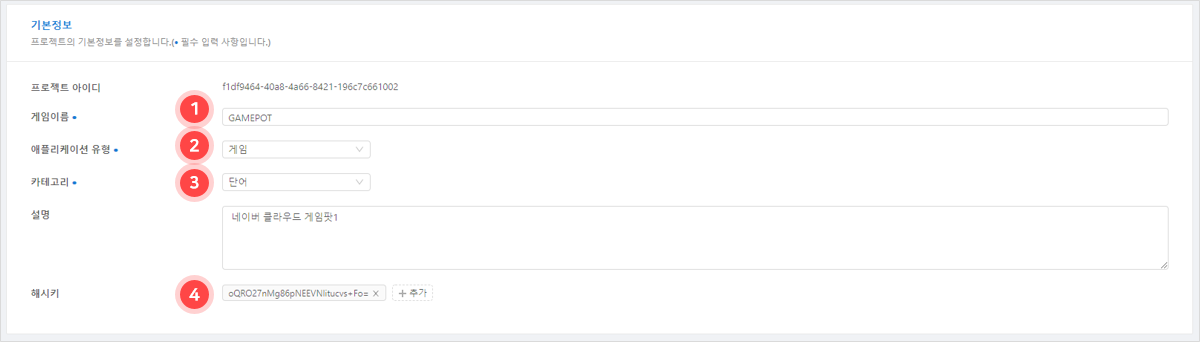 기본정보
프로젝트의 기본정보를 설정합니다.(• 필수 입력 사항입니다.)
프로젝트 아이디 f1df9464-40a8-4a66-8421-196c7c661002
1
게임이름 • GAMEPOT
2
애플리케이션 유형 • 게임
3
카테고리 • 단어
설명 네이버 클라우드 게임팟1
4
해시키 oQRO27nMg86pNEEVNlitucvs+Fo= × + 추가